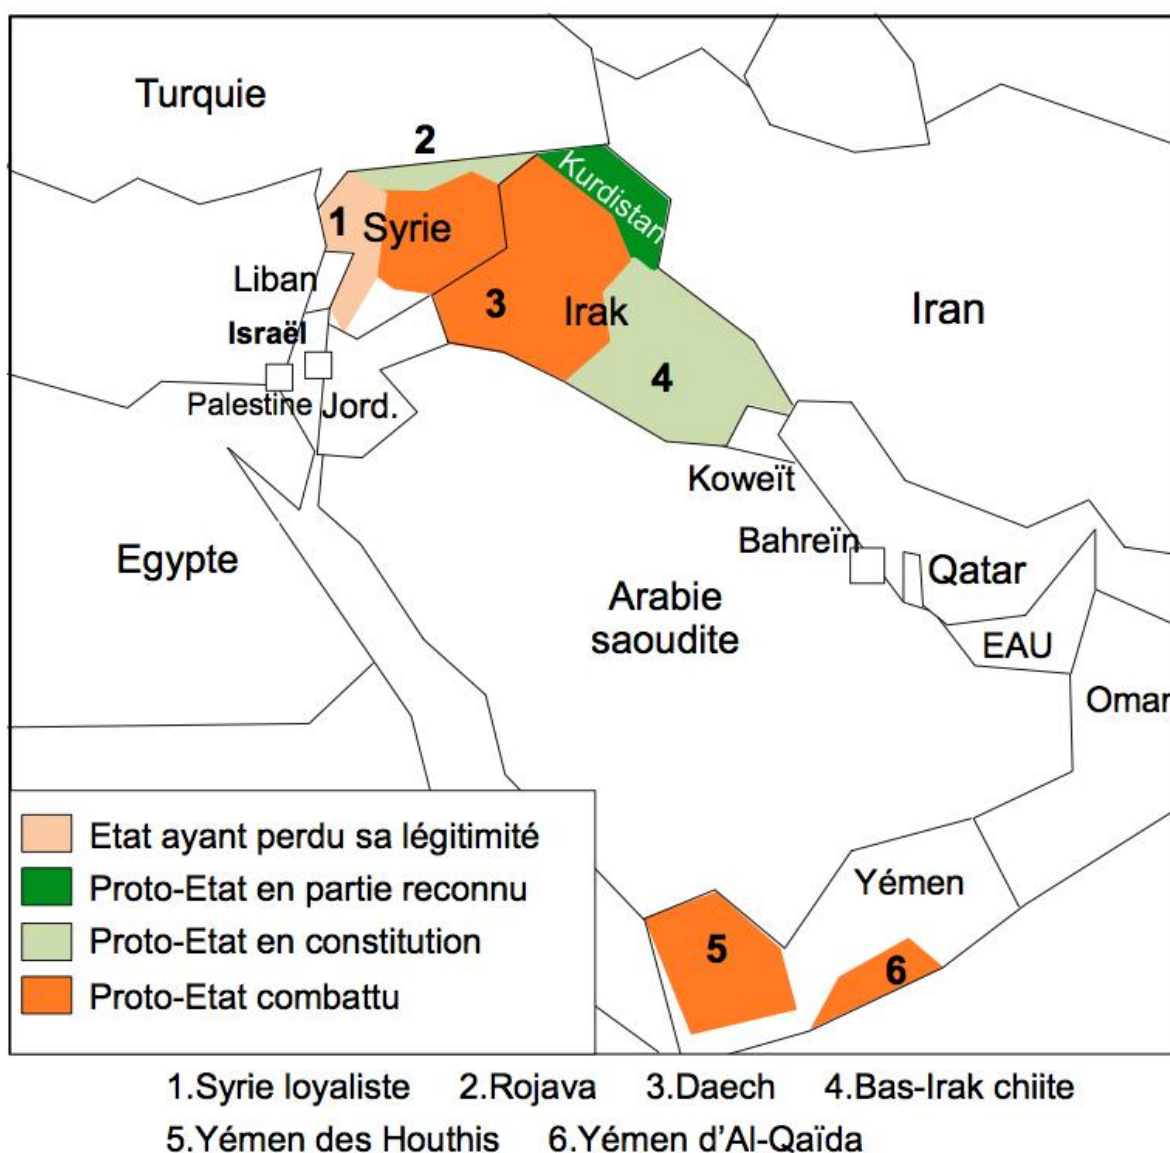 Turquie
2
Kurdistan
1
Syrie
Liban
3
Irak
Iran
Israël
4
Palestine
Jord.
Koweït
Egypte
Bahreïn
Qatar
Arabie
saoudite
EAU
Oman
Etat ayant perdu sa légitimité
Proto-Etat en partie reconnu
Proto-Etat en constitution
Proto-Etat combattu
Yémen
5
6
1.Syrie loyaliste 2.Rojava 3.Daech 4.Bas-Irak chiite
5.Yémen des Houthis 6.Yémen d'Al-Qaïda